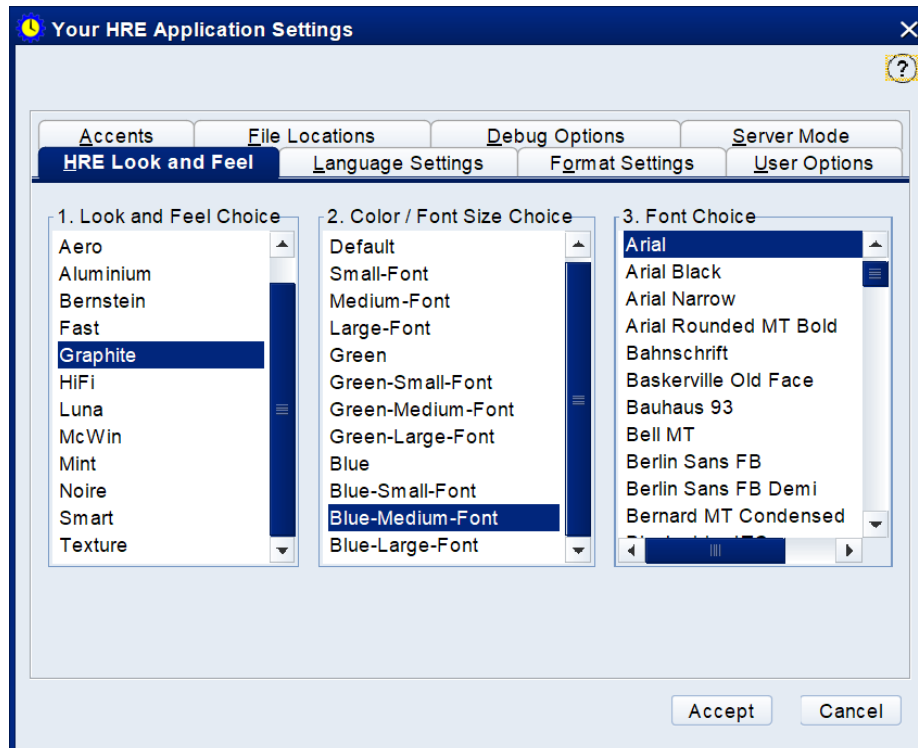 Your HRE Application Settings
?
Accents File Locations Debug Options Server Mode
HRE Look and Feel Language Settings Format Settings User Options
1. Look and Feel Choice
Aero
Aluminium
Bernstein
Fast
Graphite
HiFi
Luna
McWin
Mint
Noire
Smart
Texture
2. Color / Font Size Choice
Default
Small-Font
Medium-Font
Large-Font
Green
Green-Small-Font
Green-Medium-Font
Green-Large-Font
Blue
Blue-Small-Font
Blue-Medium-Font
Blue-Large-Font
3. Font Choice
Arial
Arial Black
Arial Narrow
Arial Rounded MT Bold
Bahnschrift
Baskerville Old Face
Bauhaus 93
Bell MT
Berlin Sans FB
Berlin Sans FB Demi
Bernard MT Condensed
Accept Cancel